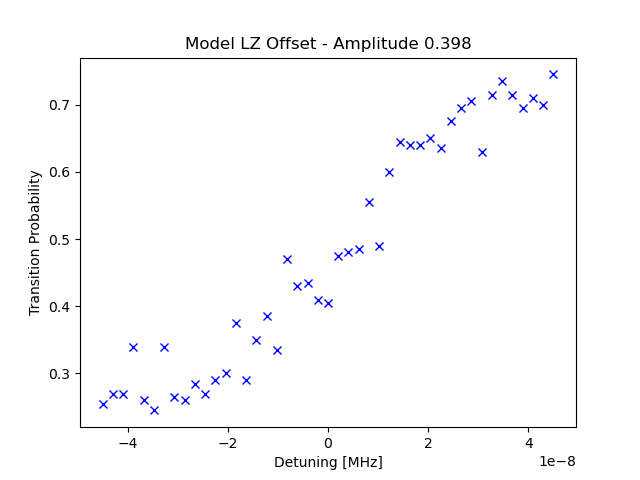 Model LZ Offset - Amplitude 0.398
Transition Probability
0.7
0.6
0.5
0.4
0.3
−4
−2
0
2
4
1e−8
Detuning [MHz]